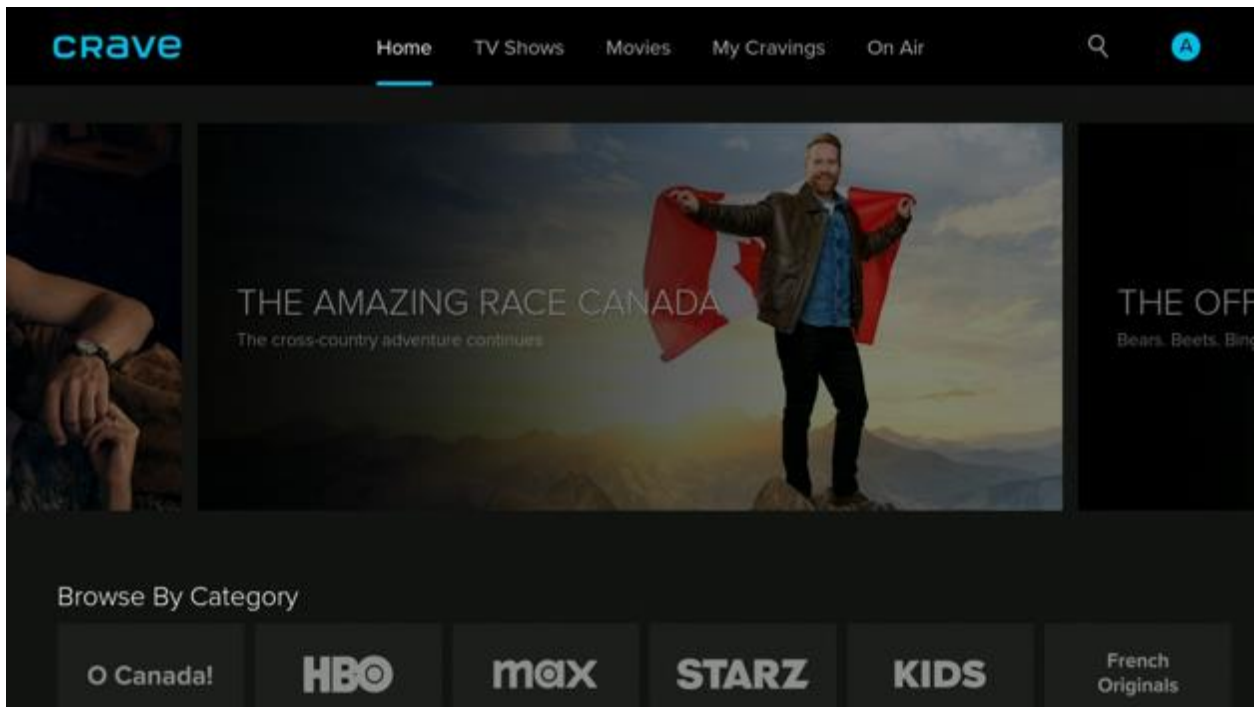 CRAVE
Home TV Shows Movies My Cravings On Air
A
THE AMAZING RACE CANADA
The cross-country adventure continues
THE OFF
Bears. Beets. Bing
Browse By Category
O Canada!
HBO
max
STARZ
KIDS
French
Originals